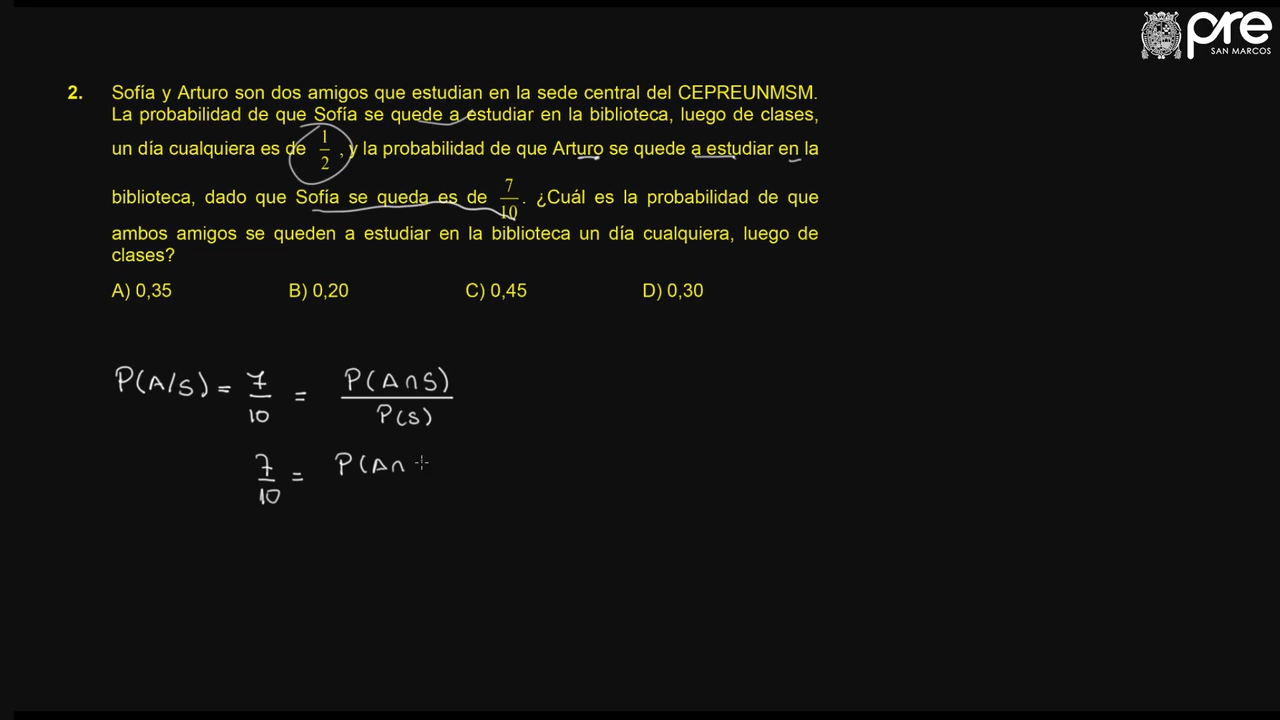 pre
SAN MARCOS
2. Sofía y Arturo son dos amigos que estudian en la sede central del CEPREUNMSM.
La probabilidad de que Sofía se quede a estudiar en la biblioteca, luego de clases,
un día cualquiera es de 1/2, y la probabilidad de que Arturo se quede a estudiar en la
biblioteca, dado que Sofía se queda es de 7/10. ¿Cuál es la probabilidad de que
ambos amigos se queden a estudiar en la biblioteca un día cualquiera, luego de
clases?
A) 0,35 B) 0,20 C) 0,45 D) 0,30
P(A/S) = 7/10 = P(A∩S)/P(S)
7/10 = P(A∩